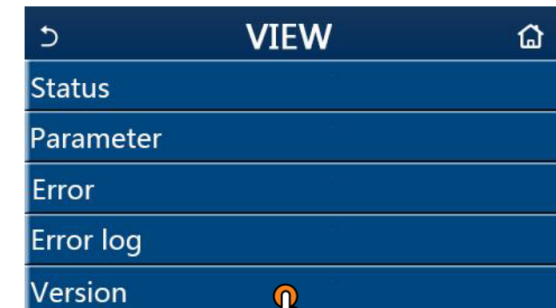 VIEW
Status
Parameter
Error
Error log
Version